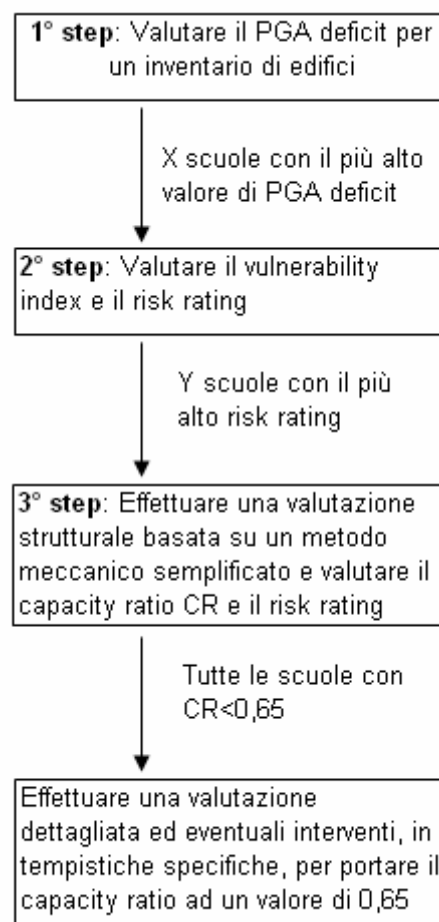 1° step: Valutare il PGA deficit per
un inventario di edifici
X scuole con il più alto
valore di PGA deficit
2° step: Valutare il vulnerability
index e il risk rating
Y scuole con il più
alto risk rating
3° step: Effettuare una valutazione
strutturale basata su un metodo
meccanico semplificato e valutare il
capacity ratio CR e il risk rating
Tutte le scuole con
CR<0,65
Effettuare una valutazione
dettagliata ed eventuali interventi, in
tempistiche specifiche, per portare il
capacity ratio ad un valore di 0,65